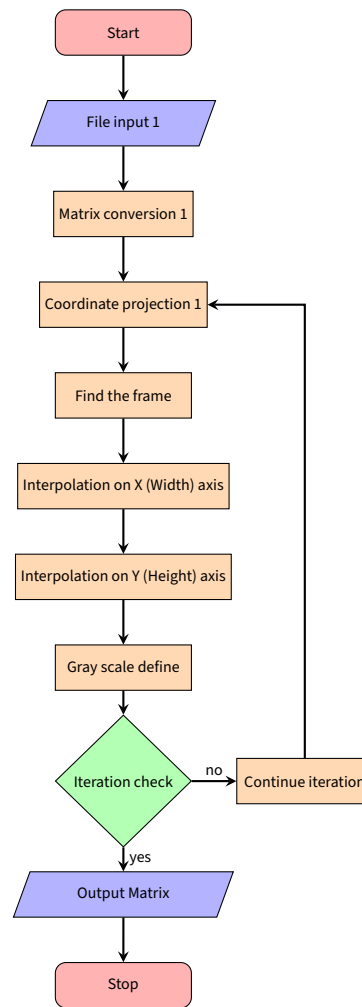 Start
File input 1
Matrix conversion 1
Coordinate projection 1
Find the frame
Interpolation on X (Width) axis
Interpolation on Y (Height) axis
Gray scale define
Iteration check
no
Continue iteration
yes
Output Matrix
Stop